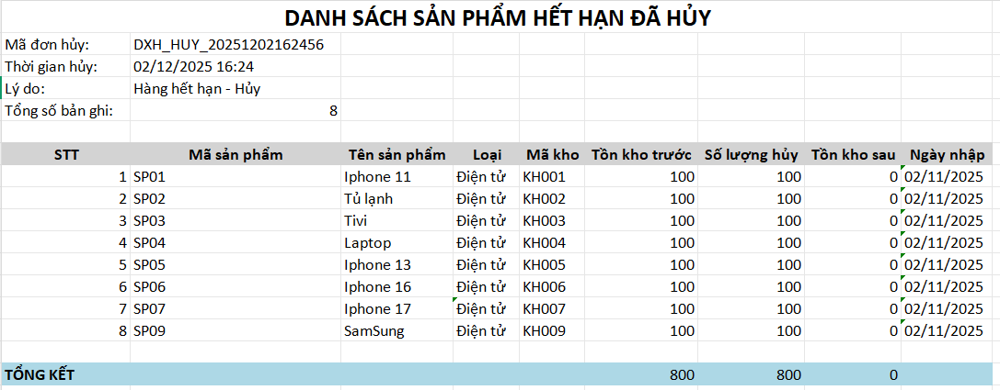 DANH SÁCH SẢN PHẨM HẾT HẠN ĐÃ HỦY
Mã đơn hủy: DXH_HUY_20251202162456
Thời gian hủy: 02/12/2025 16:24
Lý do: Hàng hết hạn - Hủy
Tổng số bản ghi: 8
STT Mã sản phẩm Tên sản phẩm Loại Mã kho Tồn kho trước Số lượng hủy Tồn kho sau Ngày nhập
1 SP01 Iphone 11 Điện tử KH001 100 100 0 02/11/2025
2 SP02 Tủ lạnh Điện tử KH002 100 100 0 02/11/2025
3 SP03 Tivi Điện tử KH003 100 100 0 02/11/2025
4 SP04 Laptop Điện tử KH004 100 100 0 02/11/2025
5 SP05 Iphone 13 Điện tử KH005 100 100 0 02/11/2025
6 SP06 Iphone 16 Điện tử KH006 100 100 0 02/11/2025
7 SP07 Iphone 17 Điện tử KH007 100 100 0 02/11/2025
8 SP09 SamSung Điện tử KH009 100 100 0 02/11/2025
TỔNG KẾT 800 800 0